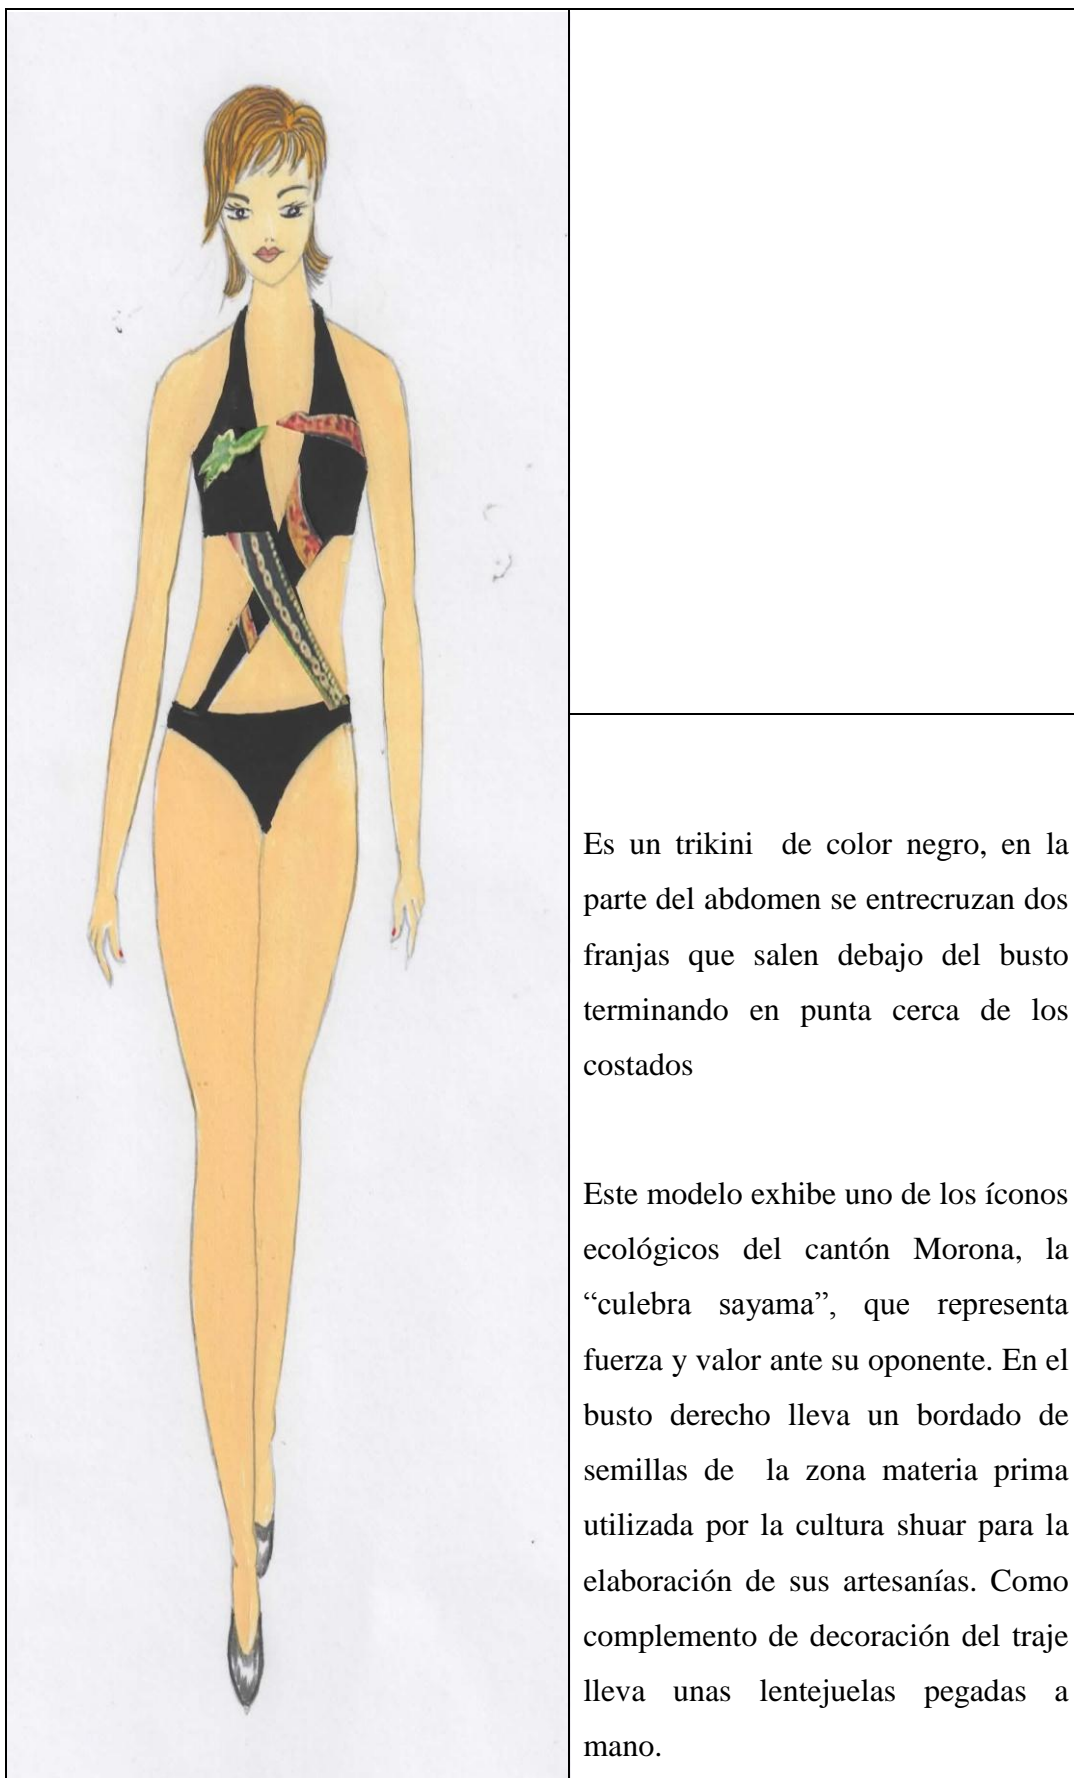 Es un trikini de color negro, en la
parte del abdomen se entrecruzan dos
franjas que salen debajo del busto
terminando en punta cerca de los
costados
Este modelo exhibe uno de los íconos
ecológicos del cantón Morona, la
“culebra sayama”, que representa
fuerza y valor ante su oponente. En el
busto derecho lleva un bordado de
semillas de la zona materia prima
utilizada por la cultura shuar para la
elaboración de sus artesanías. Como
complemento de decoración del traje
lleva unas lentejuelas pegadas a
mano.